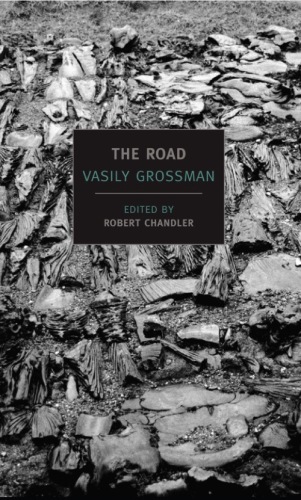 THE ROAD
VASILY GROSSMAN
EDITED BY
ROBERT CHANDLER